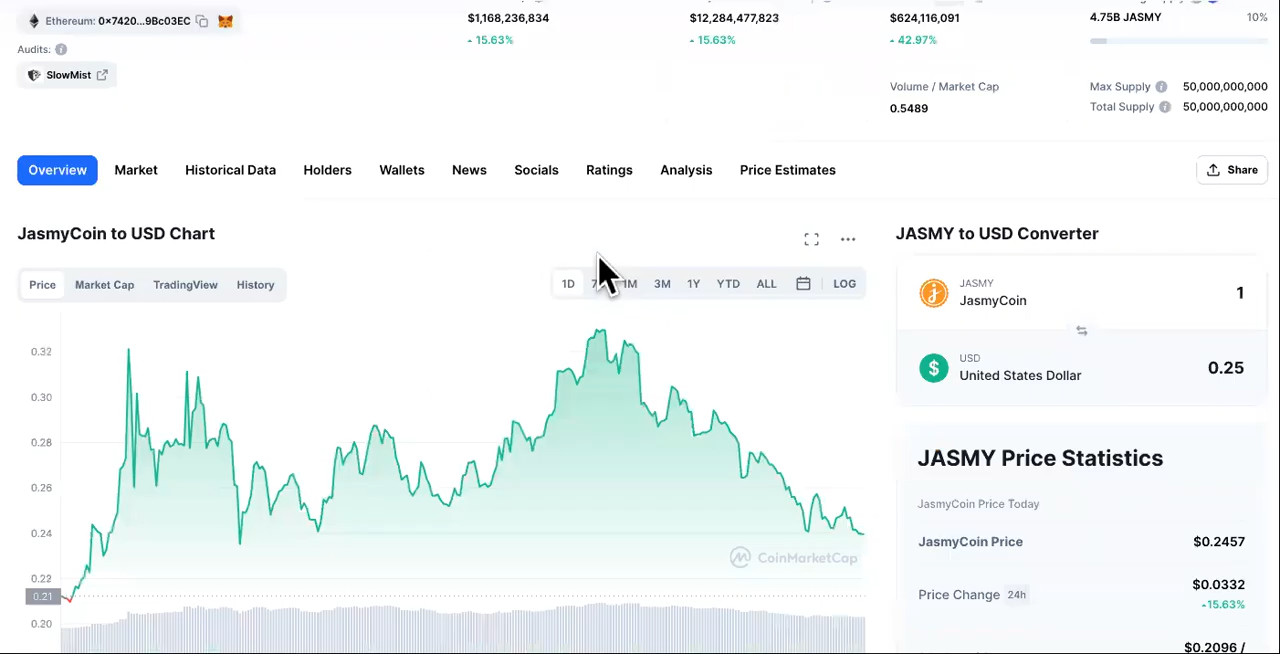 Ethereum: 0x7420...9Bc03EC
Audits:
SlowMist
$1,168,236,834
- 15.63%
$12,284,477,823
- 15.63%
$624,116,091
- 42.97%
Volume / Market Cap
0.5489
4.75B JASMY 10%
Max Supply 50,000,000,000
Total Supply 50,000,000,000
Overview Market Historical Data Holders Wallets News Socials Ratings Analysis Price Estimates Share
JasmyCoin to USD Chart
Price Market Cap TradingView History
1D 1M 3M 1Y YTD ALL LOG
0.32
0.30
0.28
0.26
0.24
0.22
0.21
0.20
CoinMarketCap
JASMY to USD Converter
JASMY
JasmyCoin 1
USD
United States Dollar 0.25
JASMY Price Statistics
JasmyCoin Price Today
JasmyCoin Price $0.2457
Price Change 24h $0.0332
-15.63%
$0.2096 /